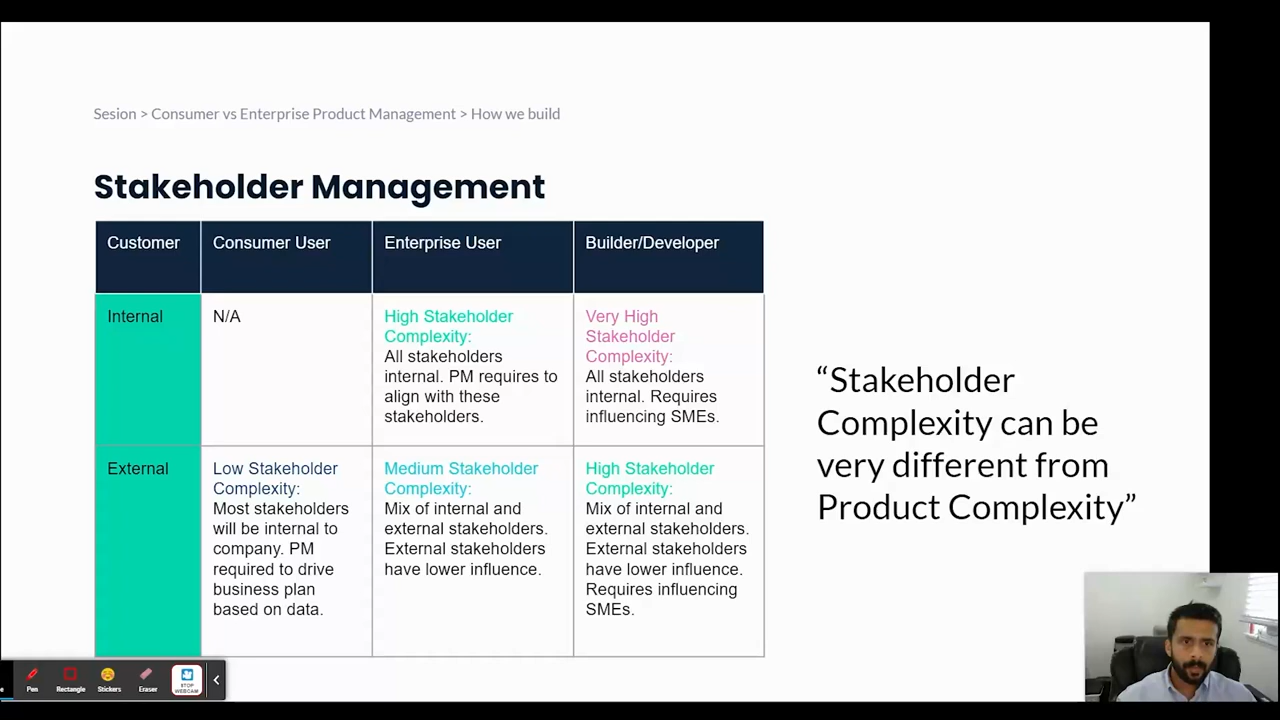 Sesion > Consumer vs Enterprise Product Management > How we build
Stakeholder Management
Customer
Consumer User
Enterprise User
Builder/Developer
Internal
N/A
High Stakeholder
Complexity:
All stakeholders
internal. PM requires to
align with these
stakeholders.
Very High
Stakeholder
Complexity:
All stakeholders
internal. Requires
influencing SMEs.
External
Low Stakeholder
Complexity:
Most stakeholders
will be internal to
company. PM
required to drive
business plan
based on data.
Medium Stakeholder
Complexity:
Mix of internal and
external stakeholders.
External stakeholders
have lower influence.
High Stakeholder
Complexity:
Mix of internal and
external stakeholders.
External stakeholders
have lower influence.
Requires influencing
SMEs.
“Stakeholder
Complexity can be
very different from
Product Complexity”
e
Pen
Rectangle
Stickers
Eraser
STOP
WEBCAM